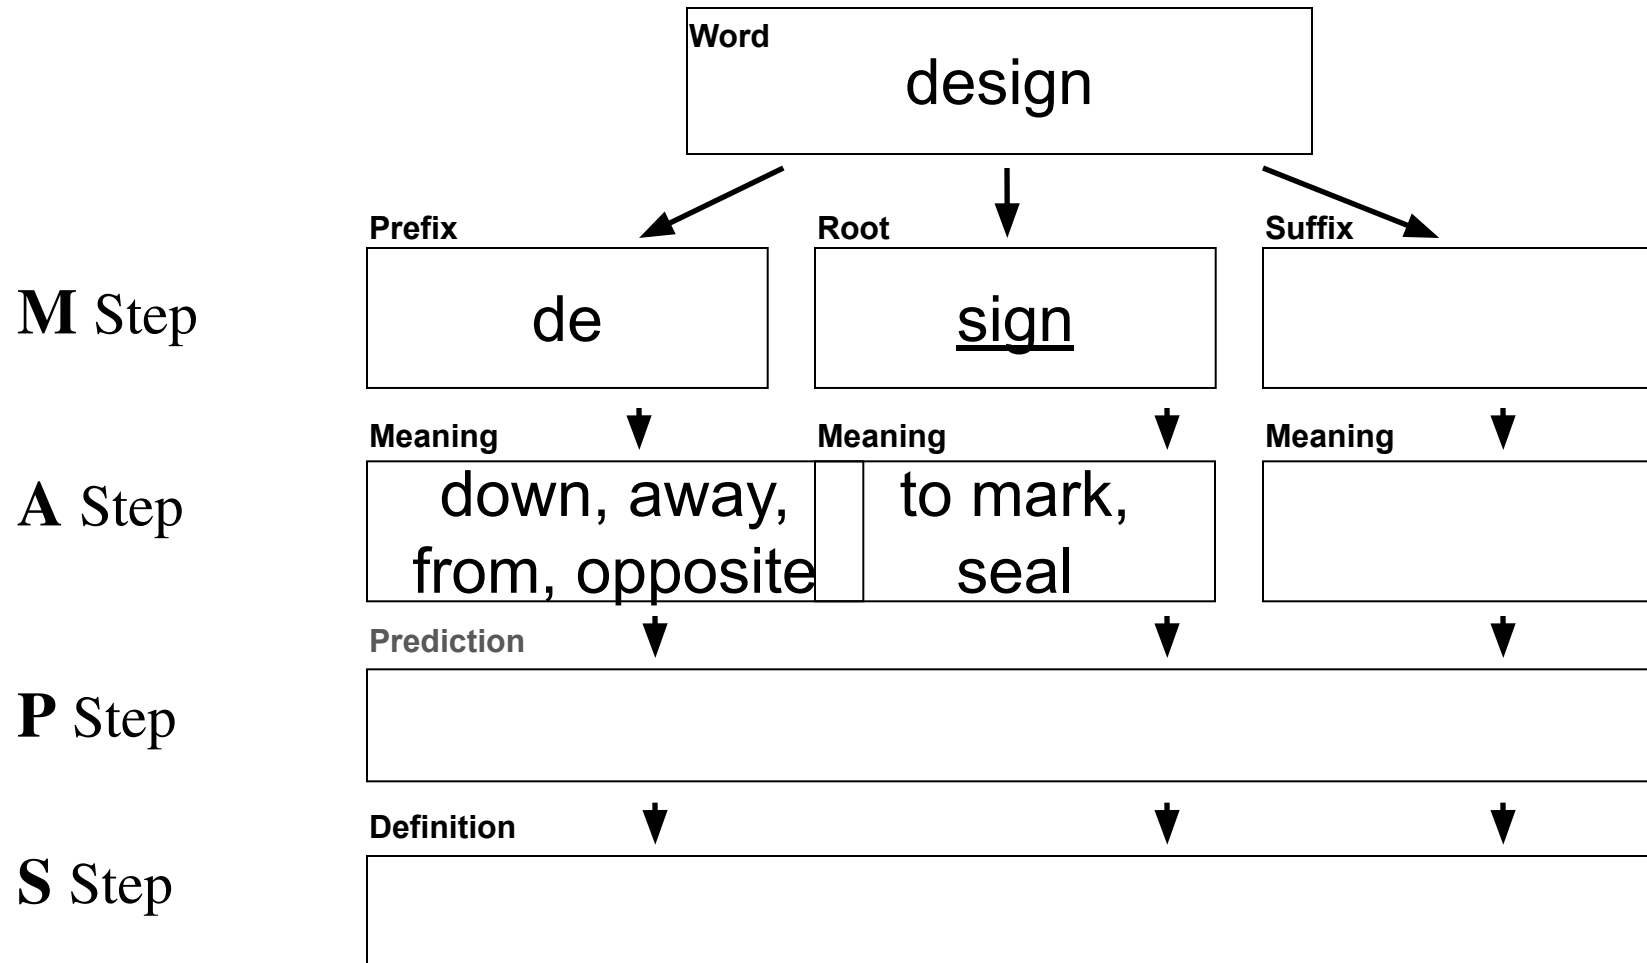 Word
design
Prefix
Root
Suffix
M Step
de
sign
Meaning
Meaning
Meaning
A Step
down, away,
from, opposite
to mark,
seal
Prediction
P Step
Definition
S Step